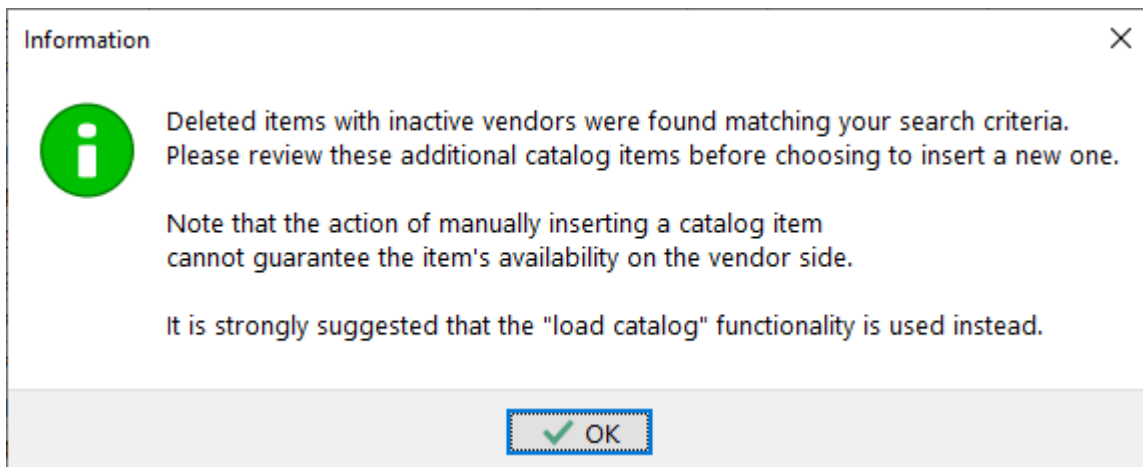 Information
Deleted items with inactive vendors were found matching your search criteria.
Please review these additional catalog items before choosing to insert a new one.
Note that the action of manually inserting a catalog item
cannot guarantee the item's availability on the vendor side.
It is strongly suggested that the "load catalog" functionality is used instead.
OK